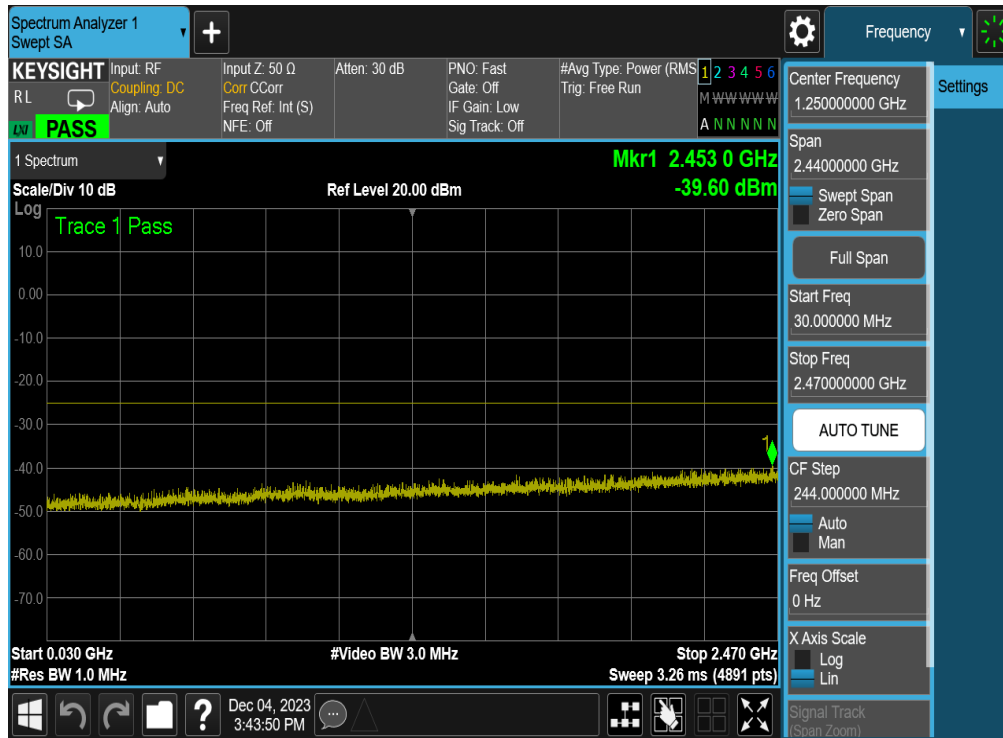 Spectrum Analyzer 1
Swept SA
+
Frequency
KEYSIGHT
RL
LXI
PASS
Input: RF
Coupling: DC
Align: Auto
Input Z: 50 Ω
Corr CCorr
Freq Ref: Int (S)
NFE: Off
Atten: 30 dB
PNO: Fast
Gate: Off
IF Gain: Low
Sig Track: Off
#Avg Type: Power (RMS
Trig: Free Run
1 2 3 4 5 6
M W W W W W
A N N N N N
1 Spectrum
Scale/Div 10 dB
Ref Level 20.00 dBm
Mkr1 2.453 0 GHz
-39.60 dBm
Log
Trace 1 Pass
10.0
0.00
-10.0
-20.0
-30.0
1
-40.0
-50.0
-60.0
-70.0
Start 0.030 GHz
#Video BW 3.0 MHz
Stop 2.470 GHz
#Res BW 1.0 MHz
Sweep 3.26 ms (4891 pts)
Center Frequency
1.250000000 GHz
Settings
Span
2.44000000 GHz
Swept Span
Zero Span
Full Span
Start Freq
30.000000 MHz
Stop Freq
2.470000000 GHz
AUTO TUNE
CF Step
244.000000 MHz
Auto
Man
Freq Offset
0 Hz
X Axis Scale
Log
Lin
Signal Track
(Span Zoom)
?
Dec 04, 2023
3:43:50 PM